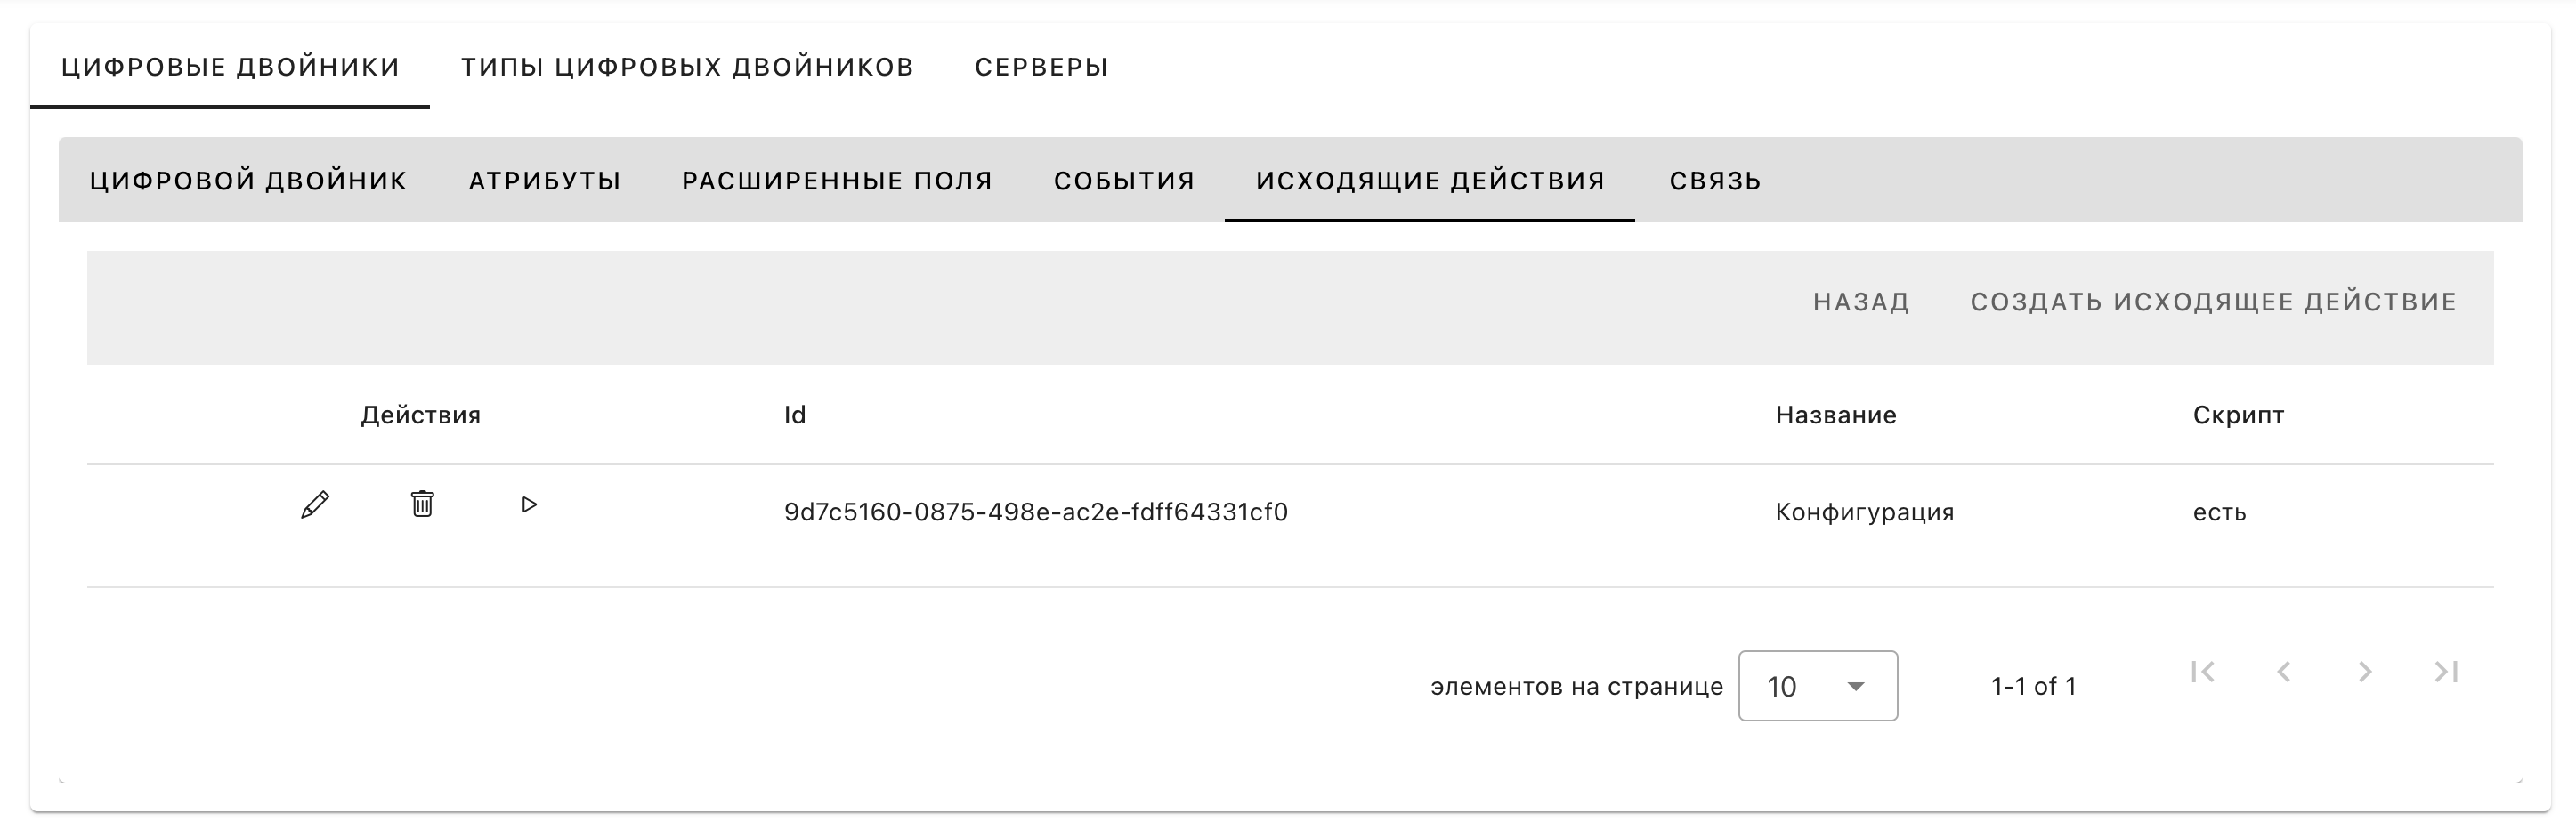 ЦИФРОВЫЕ ДВОЙНИКИ ТИПЫ ЦИФРОВЫХ ДВОЙНИКОВ СЕРВЕРЫ
ЦИФРОВОЙ ДВОЙНИК АТРИБУТЫ РАСШИРЕННЫЕ ПОЛЯ СОБЫТИЯ ИСХОДЯЩИЕ ДЕЙСТВИЯ СВЯЗЬ
НАЗАД СОЗДАТЬ ИСХОДЯЩЕЕ ДЕЙСТВИЕ
Действия Id Название Скрипт
9d7c5160-0875-498e-ac2e-fdff64331cf0 Конфигурация есть
элементов на странице 10 1-1 of 1